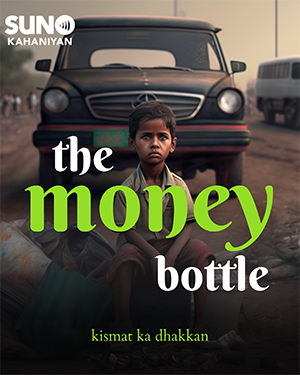 SUNO
KAHANIYAN
the
money
bottle
kismat ka dhakkan